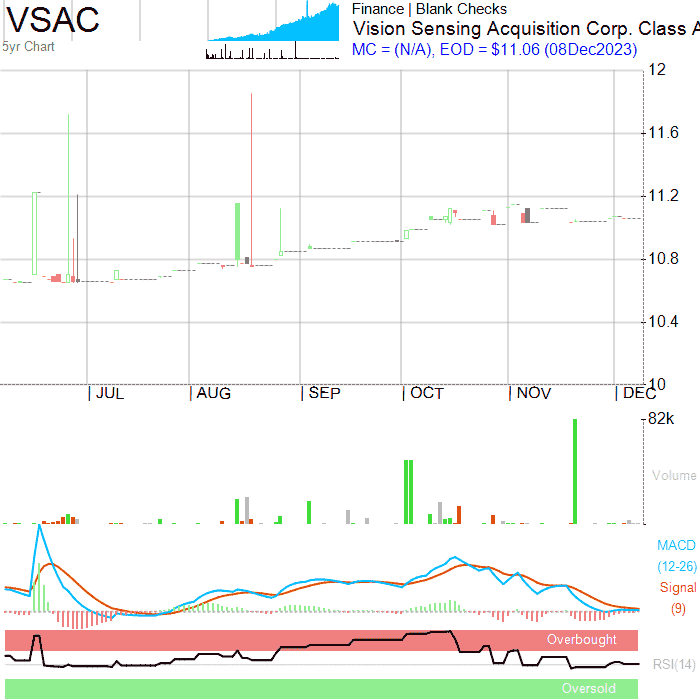 VSAC
5yr Chart
Finance | Blank Checks
Vision Sensing Acquisition Corp. Class A
MC = (N/A), EOD = $11.06 (08Dec2023)
12
11.6
11.2
10.8
10.4
10
JUL
AUG
SEP
OCT
NOV
DEC
82k
Volume
MACD
(12-26)
Signal
(9)
Overbought
RSI(14)
Oversold